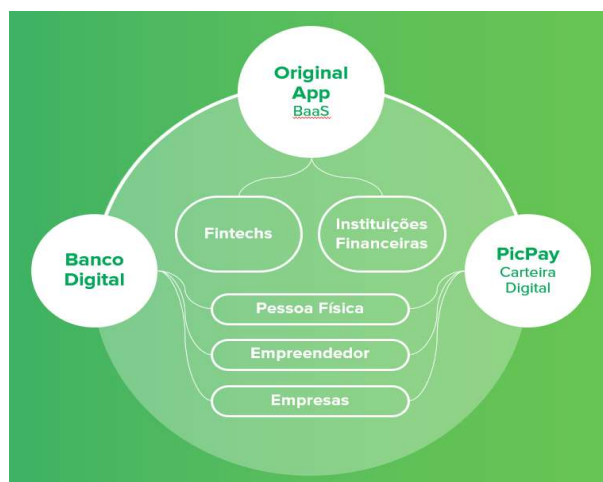 Original
App
BaaS
Fintechs
Instituições
Financeiras
Banco
Digital
PicPay
Carteira
Digital
Pessoa Física
Empreendedor
Empresas